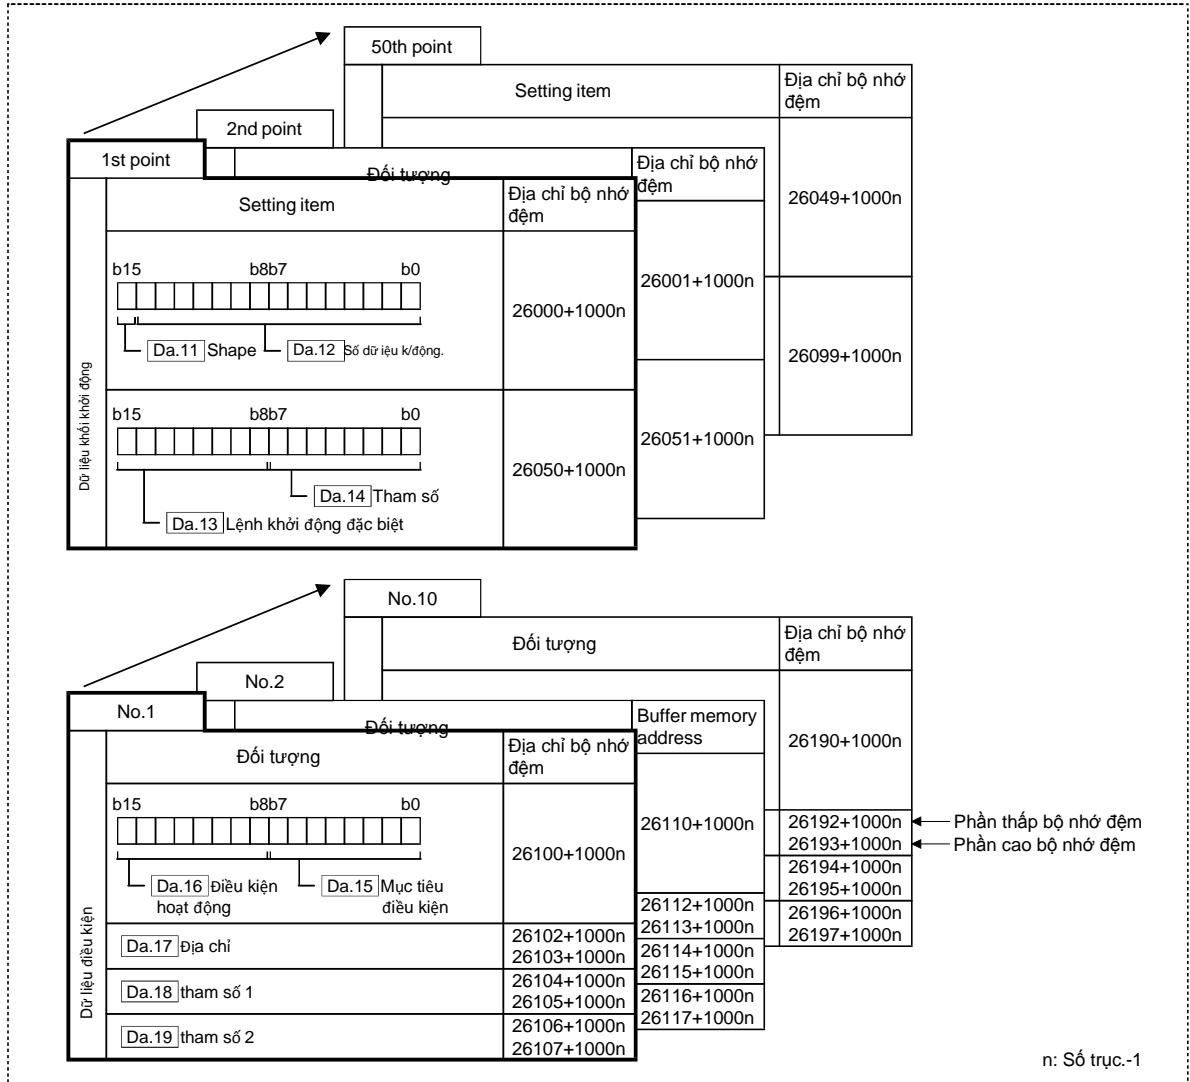 50th point
Setting item
Địa chỉ bộ nhớ
đệm
26049+1000n
26099+1000n
2nd point
Đối tượng
Địa chỉ bộ nhớ
đệm
26001+1000n
26051+1000n
1st point
Setting item
Địa chỉ bộ nhớ
đệm
Dữ liệu khối khởi động
b15 b8b7 b0
26000+1000n
Da.11 Shape Da.12 Số dữ iệu k/động.
b15 b8b7 b0
26050+1000n
Da.14 Tham số
Da.13 Lệnh khởi động đặc biệt
No.10
Đối tượng
Địa chỉ bộ nhớ
đệm
26190+1000n
26192+1000n Phần thấp bộ nhớ đệm
26193+1000n Phần cao bộ nhớ đệm
26194+1000n
26195+1000n
26196+1000n
26197+1000n
No.2
Đối tượng
Buffer memory
address
26110+1000n
26112+1000n
26113+1000n
26114+1000n
26115+1000n
26116+1000n
26117+1000n
No.1
Đối tượng
Địa chỉ bộ nhớ
đệm
Dữ liệu điều kiện
b15 b8b7 b0
26100+1000n
Da.16 Điều kiện
hoạt động
Da.15 Mục tiêu
điều kiện
Da.17 Địa chỉ
26102+1000n
26103+1000n
Da.18 tham số 1
26104+1000n
26105+1000n
Da.19 tham số 2
26106+1000n
26107+1000n
n: Số trục.-1